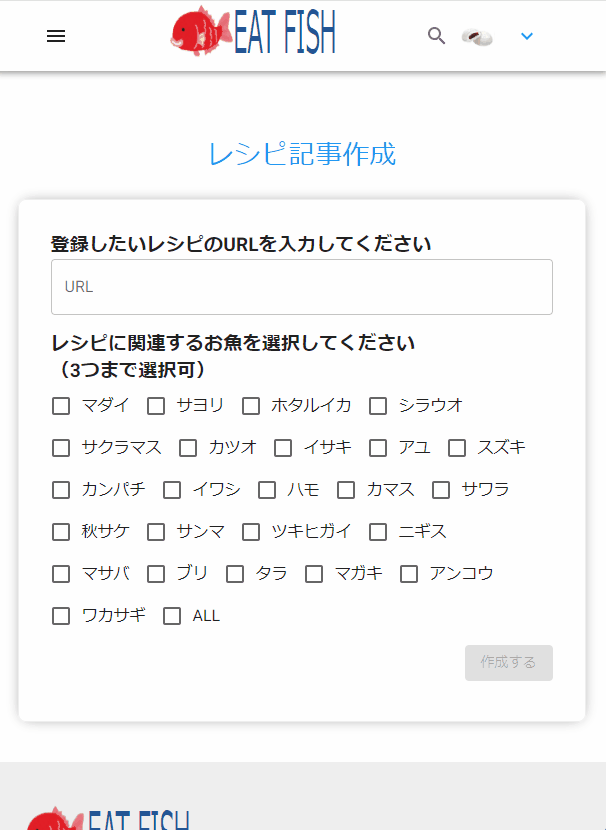 EAT FISH
レシピ記事作成
登録したいレシピのURLを入力してください
URL
レシピに関連するお魚を選択してください
（3つまで選択可）
マダイ サヨリ ホタルイカ シラウオ
サクラマス カツオ イサキ アユ スズキ
カンパチ イワシ ハモ カマス サワラ
秋サケ サンマ ツキヒガイ ニギス
マサバ ブリ タラ マガキ アンコウ
ワカサギ ALL
作成する
EAT FISH